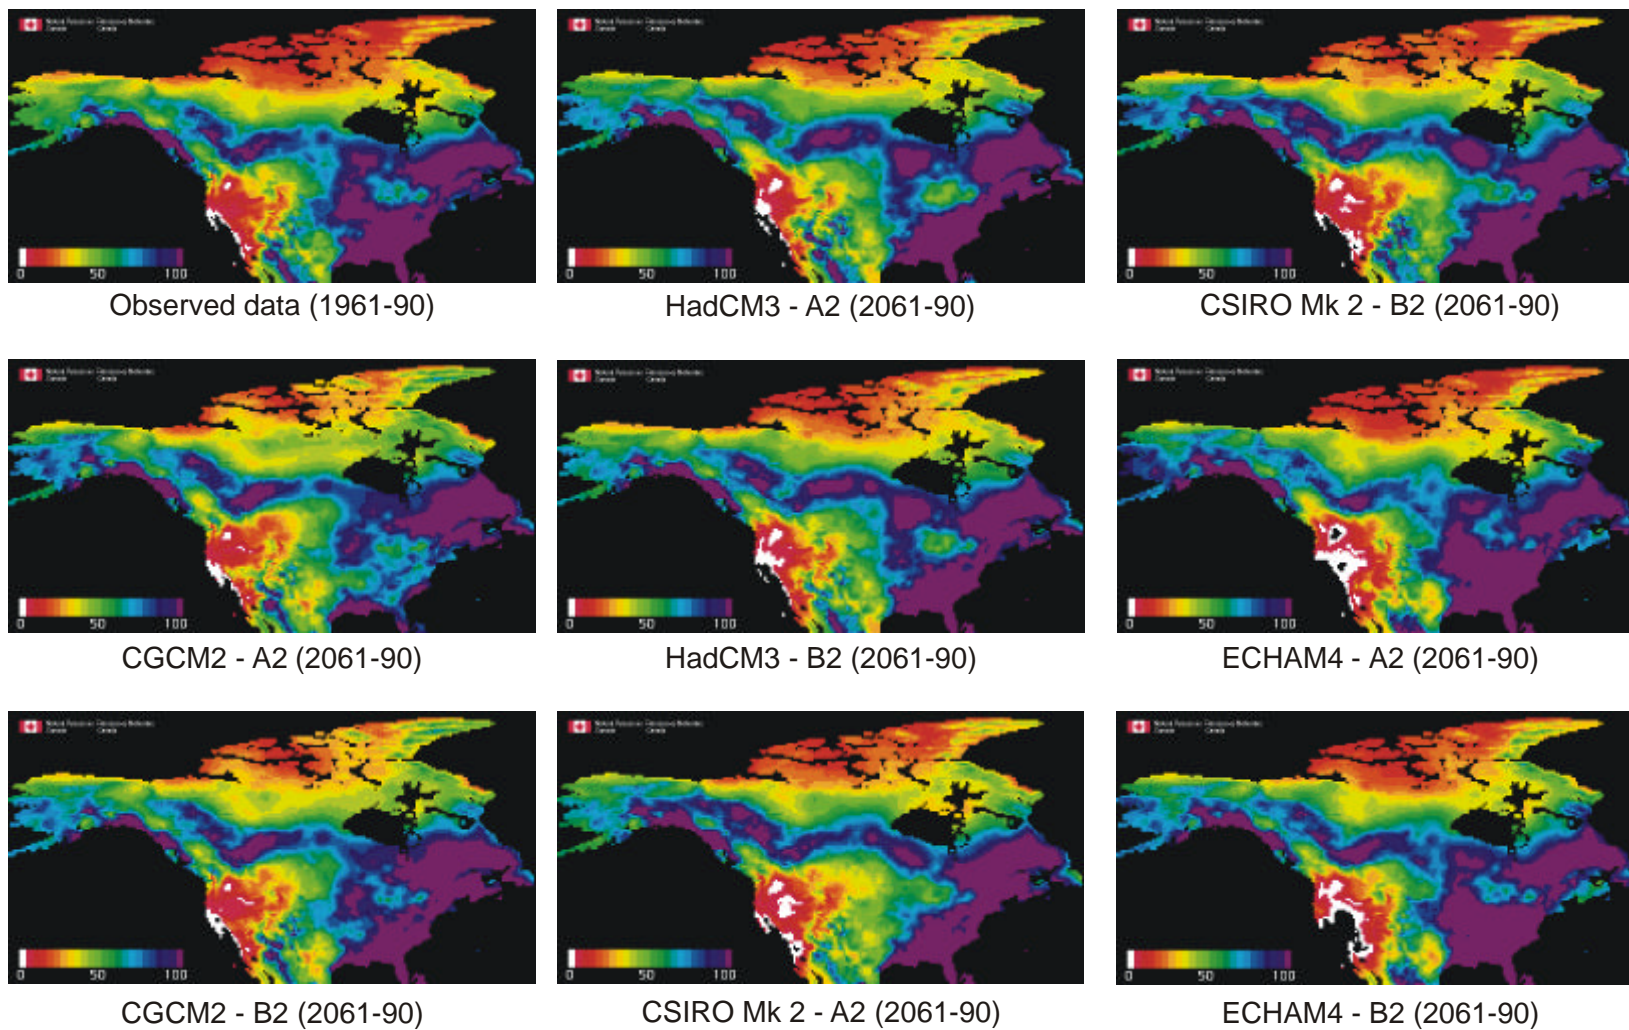 0 50 100
Observed data (1961-90)
0 50 100
HadCM3 - A2 (2061-90)
0 50 100
CSIRO Mk 2 - B2 (2061-90)
0 50 100
CGCM2 - A2 (2061-90)
0 50 100
HadCM3 - B2 (2061-90)
0 50 100
ECHAM4 - A2 (2061-90)
0 50 100
CGCM2 - B2 (2061-90)
0 50 100
CSIRO Mk 2 - A2 (2061-90)
0 50 100
ECHAM4 - B2 (2061-90)